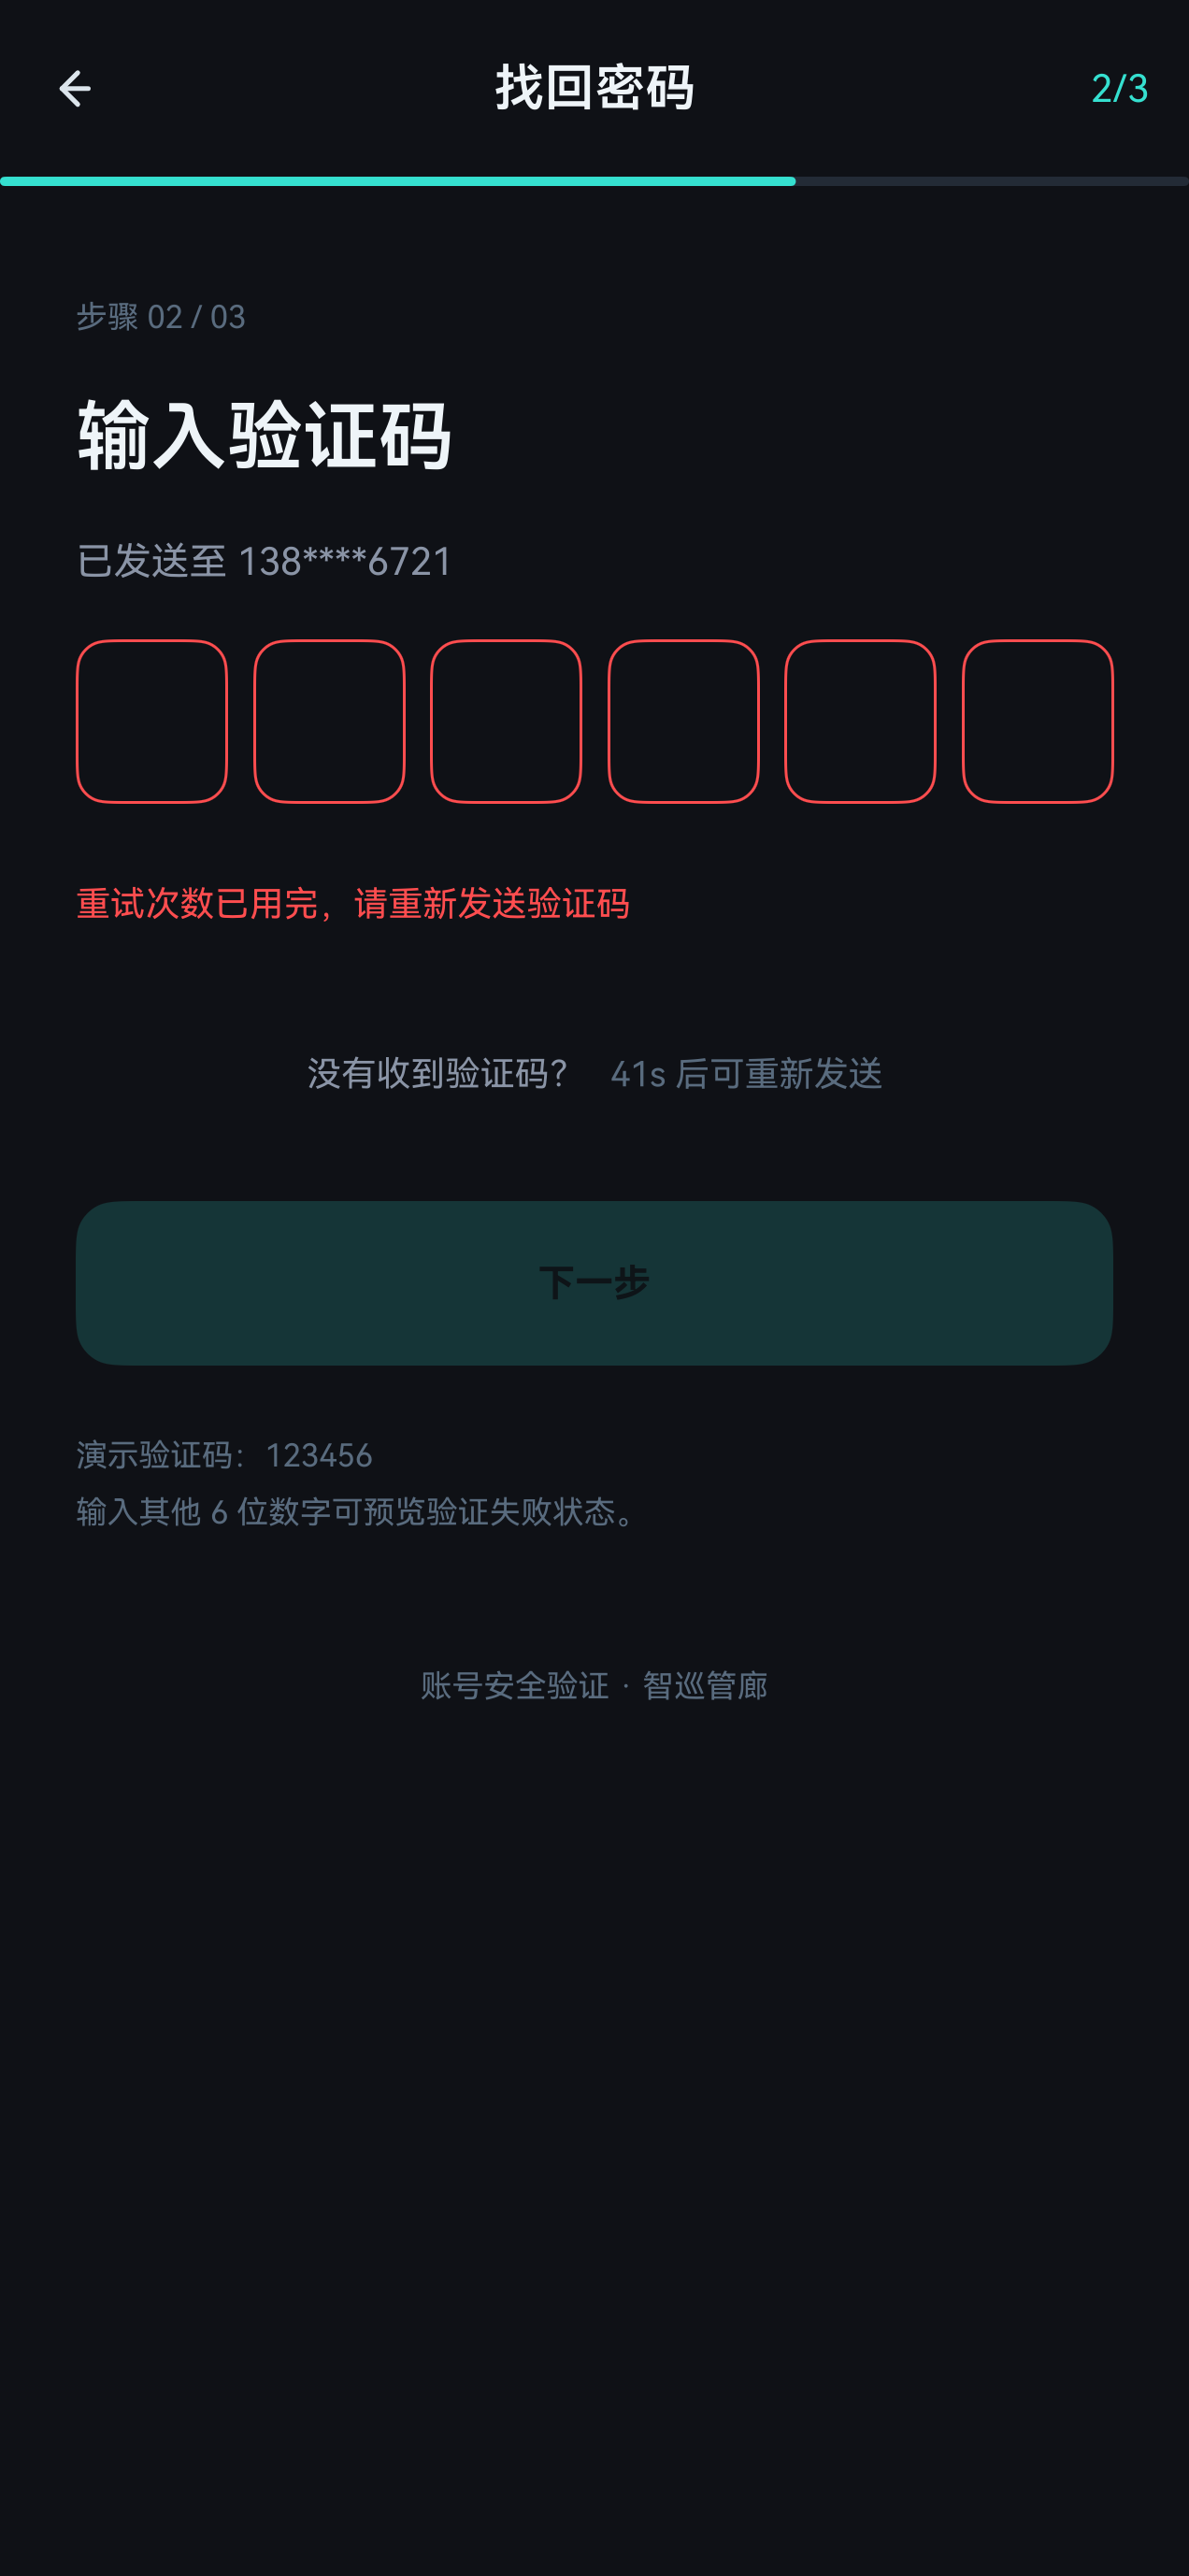 找回密码
2/3
步骤 02 / 03
输入验证码
已发送至 138****6721
重试次数已用完，请重新发送验证码
没有收到验证码？ 41s 后可重新发送
下一步
演示验证码：123456
输入其他 6 位数字可预览验证失败状态。
账号安全验证 · 智巡管廊